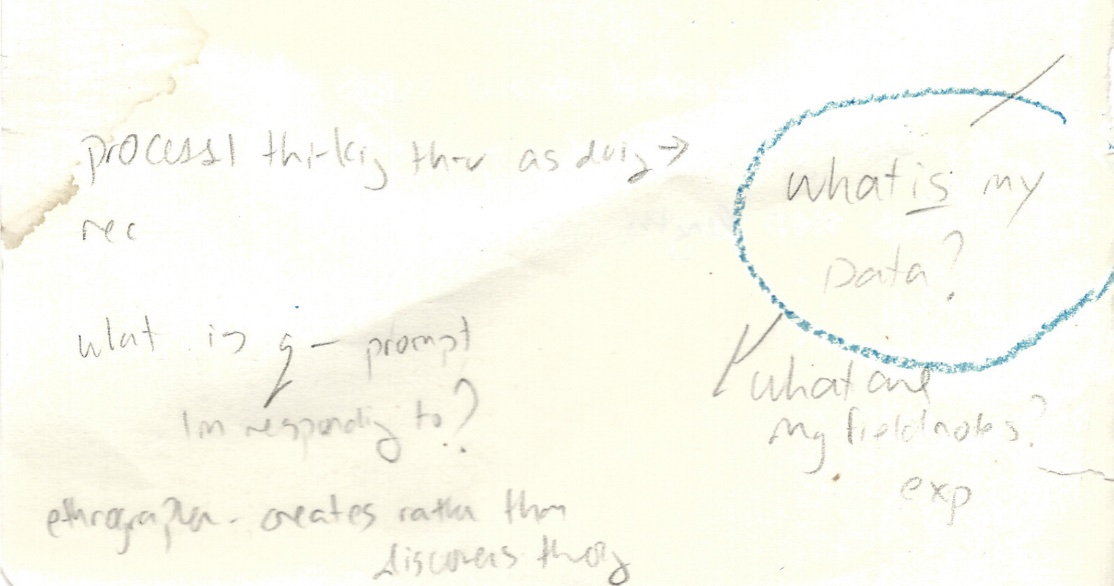 process thinking thru as doing →
rec
what is q — prompt
Im responding to?
ethnographer - creates rather than
discovers theory
what is my
Data?
what are
my fieldnotes?
exp